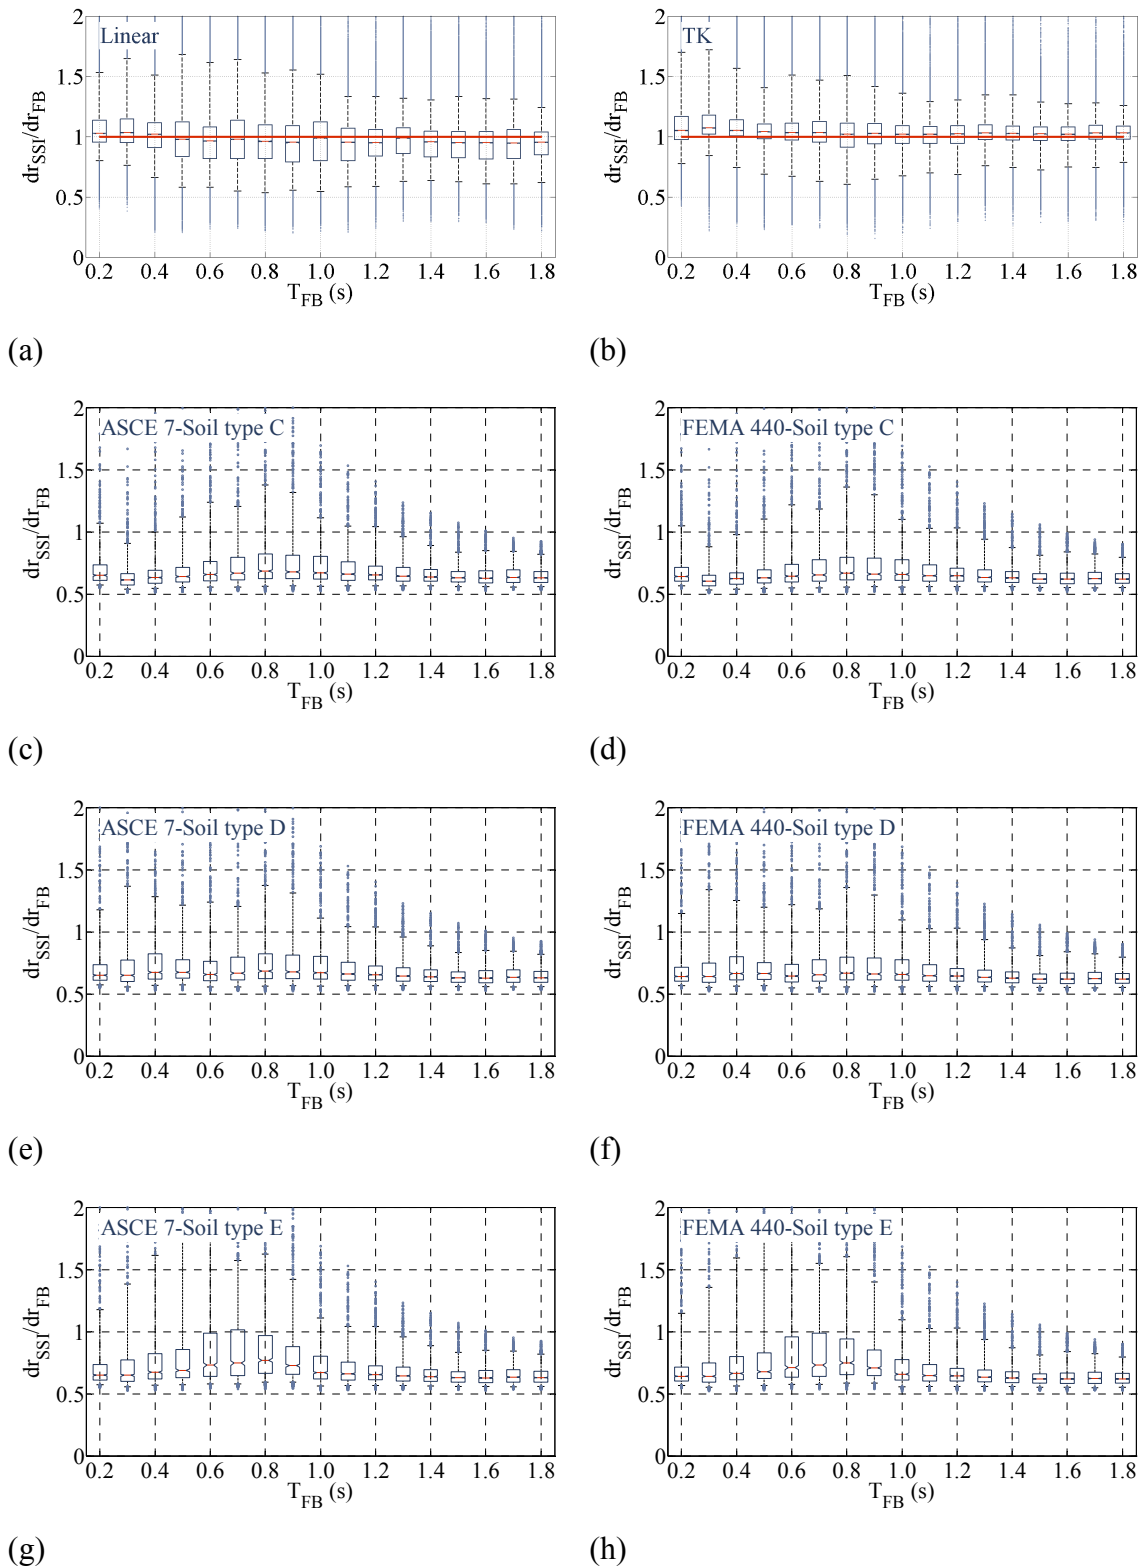 Linear
2
1.5
1
0.5
0
dr_SSI/dr_FB
0.2 0.4 0.6 0.8 1.0 1.2 1.4 1.6 1.8
T_FB (s)
(a)
TK
2
1.5
1
0.5
0
dr_SSI/dr_FB
0.2 0.4 0.6 0.8 1.0 1.2 1.4 1.6 1.8
T_FB (s)
(b)
ASCE 7-Soil type C
2
1.5
1
0.5
0
dr_SSI/dr_FB
0.2 0.4 0.6 0.8 1.0 1.2 1.4 1.6 1.8
T_FB (s)
(c)
FEMA 440-Soil type C
2
1.5
1
0.5
0
dr_SSI/dr_FB
0.2 0.4 0.6 0.8 1.0 1.2 1.4 1.6 1.8
T_FB (s)
(d)
ASCE 7-Soil type D
2
1.5
1
0.5
0
dr_SSI/dr_FB
0.2 0.4 0.6 0.8 1.0 1.2 1.4 1.6 1.8
T_FB (s)
(e)
FEMA 440-Soil type D
2
1.5
1
0.5
0
dr_SSI/dr_FB
0.2 0.4 0.6 0.8 1.0 1.2 1.4 1.6 1.8
T_FB (s)
(f)
ASCE 7-Soil type E
2
1.5
1
0.5
0
dr_SSI/dr_FB
0.2 0.4 0.6 0.8 1.0 1.2 1.4 1.6 1.8
T_FB (s)
(g)
FEMA 440-Soil type E
2
1.5
1
0.5
0
dr_SSI/dr_FB
0.2 0.4 0.6 0.8 1.0 1.2 1.4 1.6 1.8
T_FB (s)
(h)